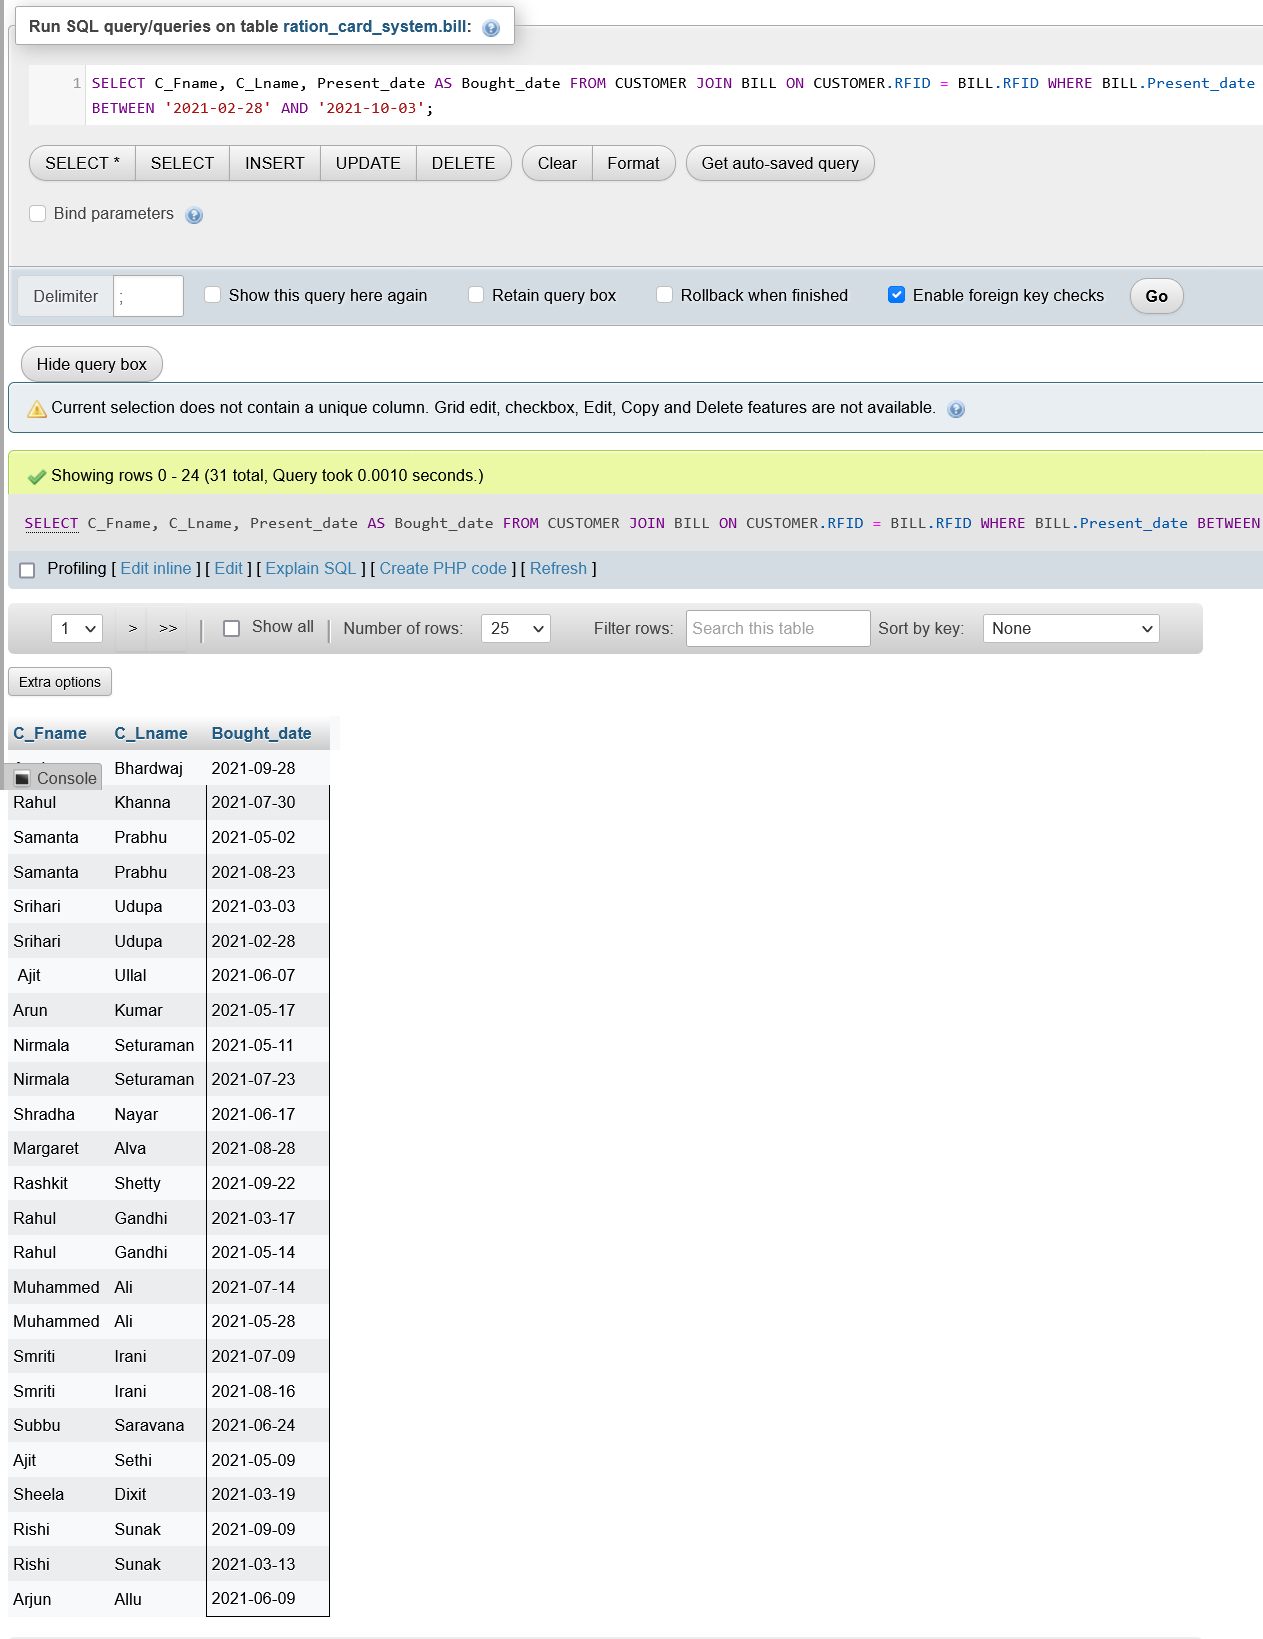 Run SQL query/queries on table ration_card_system.bill:
1 SELECT C_Fname, C_Lname, Present_date AS Bought_date FROM CUSTOMER JOIN BILL ON CUSTOMER.RFID = BILL.RFID WHERE BILL.Present_date
BETWEEN '2021-02-28' AND '2021-10-03';
SELECT * SELECT INSERT UPDATE DELETE Clear Format Get auto-saved query
Bind parameters
Delimiter ; Show this query here again Retain query box Rollback when finished Enable foreign key checks Go
Hide query box
Current selection does not contain a unique column. Grid edit, checkbox, Edit, Copy and Delete features are not available.
Showing rows 0 - 24 (31 total, Query took 0.0010 seconds.)
SELECT C_Fname, C_Lname, Present_date AS Bought_date FROM CUSTOMER JOIN BILL ON CUSTOMER.RFID = BILL.RFID WHERE BILL.Present_date BETWEEN
Profiling [ Edit inline ] [ Edit ] [ Explain SQL ] [ Create PHP code ] [ Refresh ]
1 > >> | Show all | Number of rows: 25 Filter rows: Search this table Sort by key: None
Extra options
C_Fname C_Lname Bought_date
Bhardwaj 2021-09-28
Console
Rahul Khanna 2021-07-30
Samanta Prabhu 2021-05-02
Samanta Prabhu 2021-08-23
Srihari Udupa 2021-03-03
Srihari Udupa 2021-02-28
Ajit Ullal 2021-06-07
Arun Kumar 2021-05-17
Nirmala Seturaman 2021-05-11
Nirmala Seturaman 2021-07-23
Shradha Nayar 2021-06-17
Margaret Alva 2021-08-28
Rashkit Shetty 2021-09-22
Rahul Gandhi 2021-03-17
Rahul Gandhi 2021-05-14
Muhammed Ali 2021-07-14
Muhammed Ali 2021-05-28
Smriti Irani 2021-07-09
Smriti Irani 2021-08-16
Subbu Saravana 2021-06-24
Ajit Sethi 2021-05-09
Sheela Dixit 2021-03-19
Rishi Sunak 2021-09-09
Rishi Sunak 2021-03-13
Arjun Allu 2021-06-09